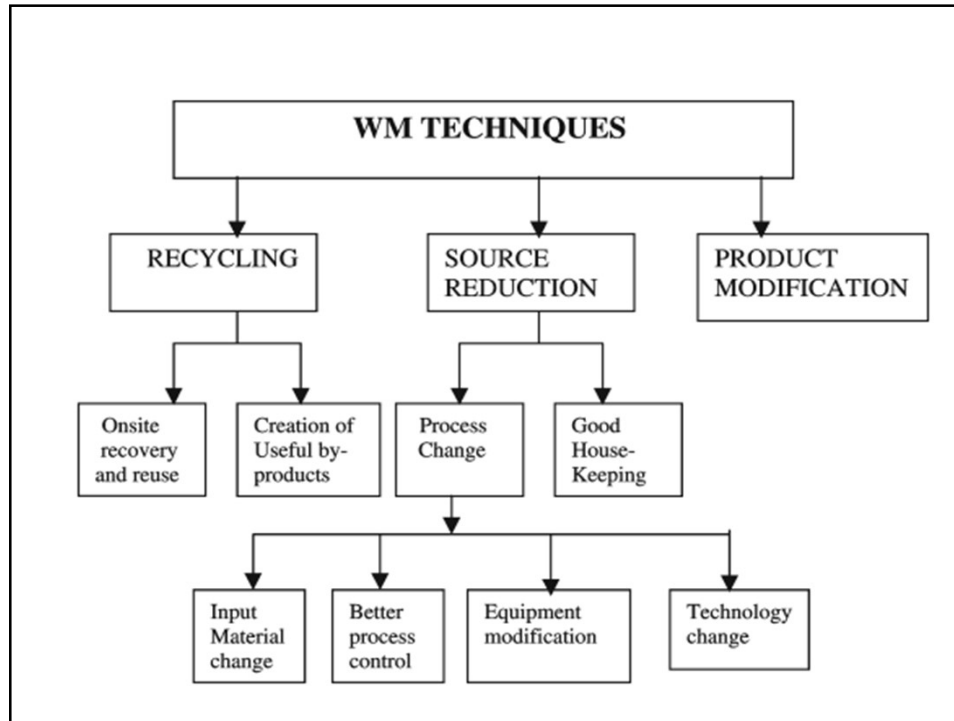 WM TECHNIQUES
RECYCLING
SOURCE
REDUCTION
PRODUCT
MODIFICATION
Onsite
recovery
and reuse
Creation of
Useful by-
products
Process
Change
Good
House-
Keeping
Input
Material
change
Better
process
control
Equipment
modification
Technology
change